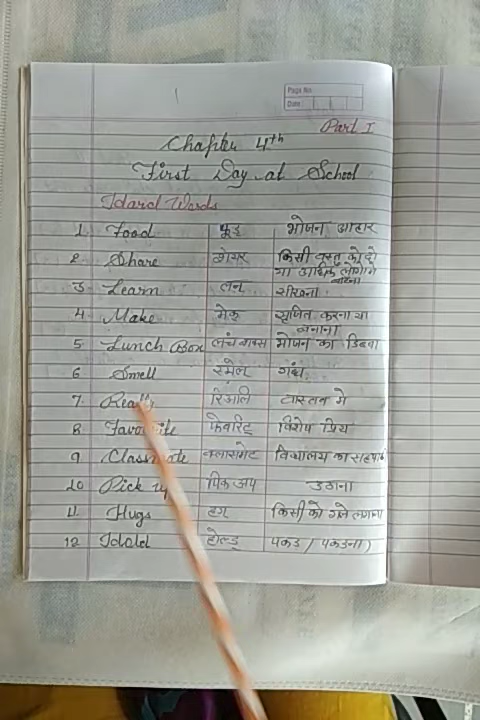 Page No.
Date
Part I
Chapter 4th
First Day at School
Hard Words
1. Food फूड भोजन आहार
2 Share शेयर किसी वस्तु को दो या अधिक लोगों में बांटना
3 Learn लर्न सीखना
4. Make मेक सृजित करना या बनाना
5 Lunch Box लंच बाक्स भोजन का डिब्बा
6 Smell स्मेल गंध
7. Really रिअलि वास्तव मे
8 Favourite फेवरिट् विशेष प्रिय
9 Classmate क्लासमेट विद्यालय का सहपाठी
10 Pick up पिक अप उठाना
11. Hugs हग् किसी को गले लगाना
12 Hold होल्ड् पकड़ / पकड़ना)